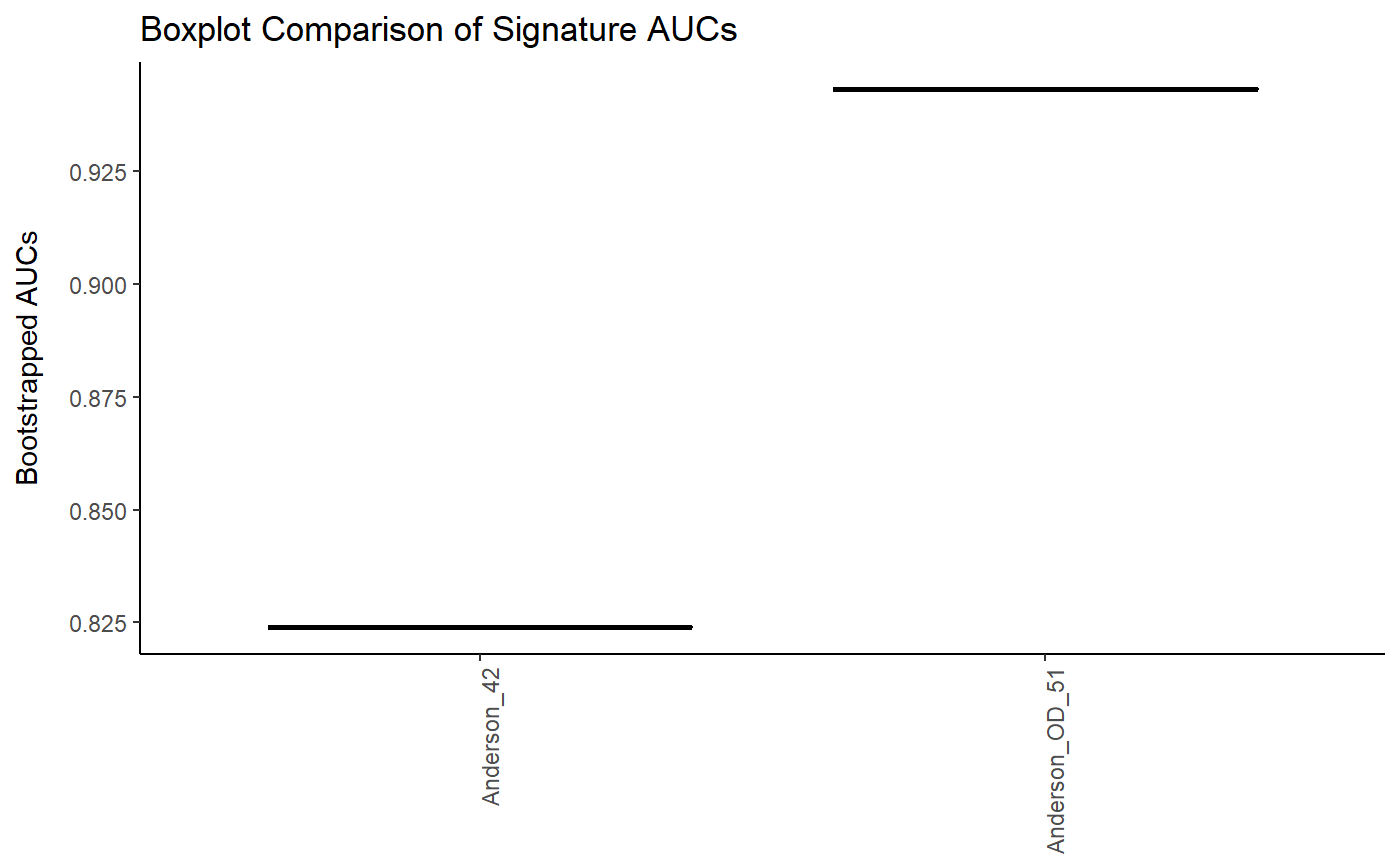 Boxplot Comparison of Signature AUCs
Bootstrapped AUCs
0.925
0.900
0.875
0.850
0.825
Anderson_42
Anderson_OD_51